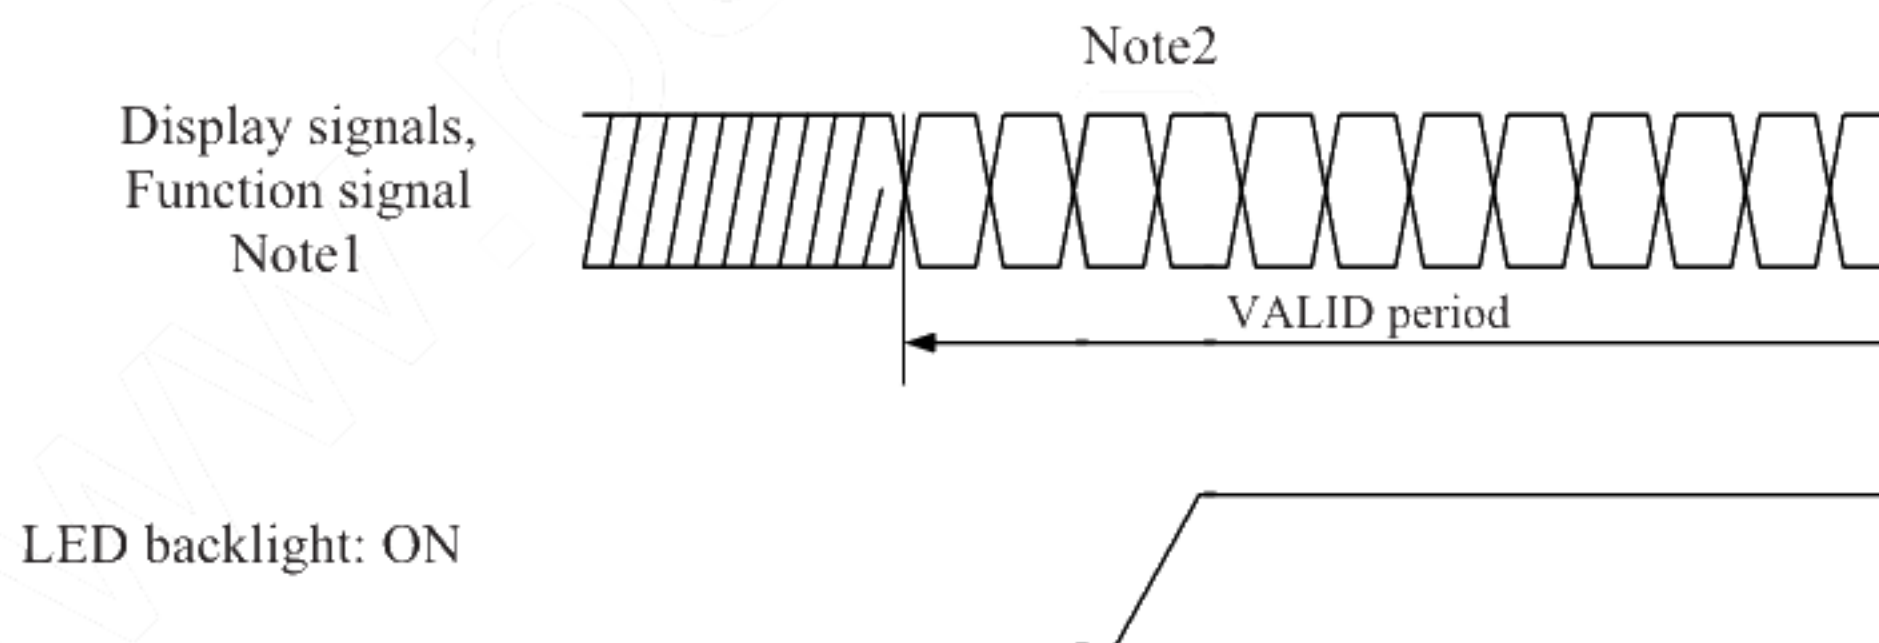 Note2
Display signals,
Function signal
Note1
VALID period
LED backlight: ON